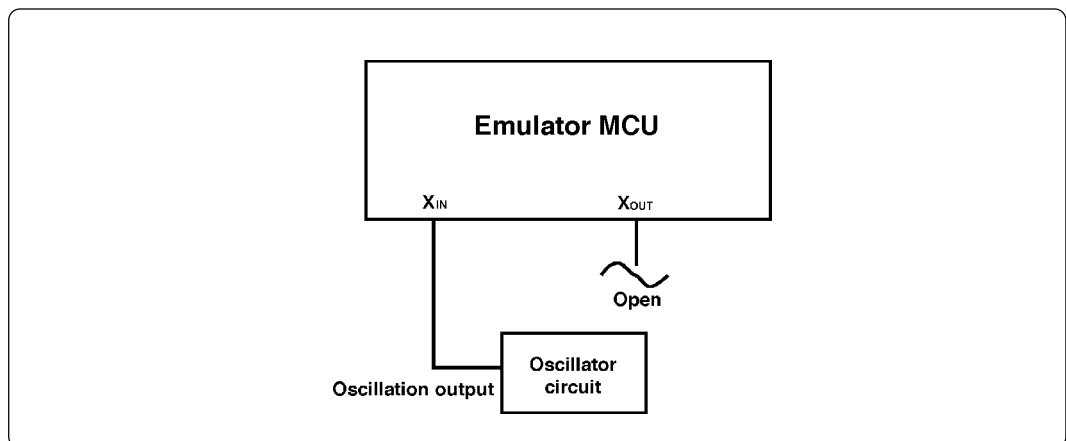 Emulator MCU
XIN
XOUT
Open
Oscillator
circuit
Oscillation output